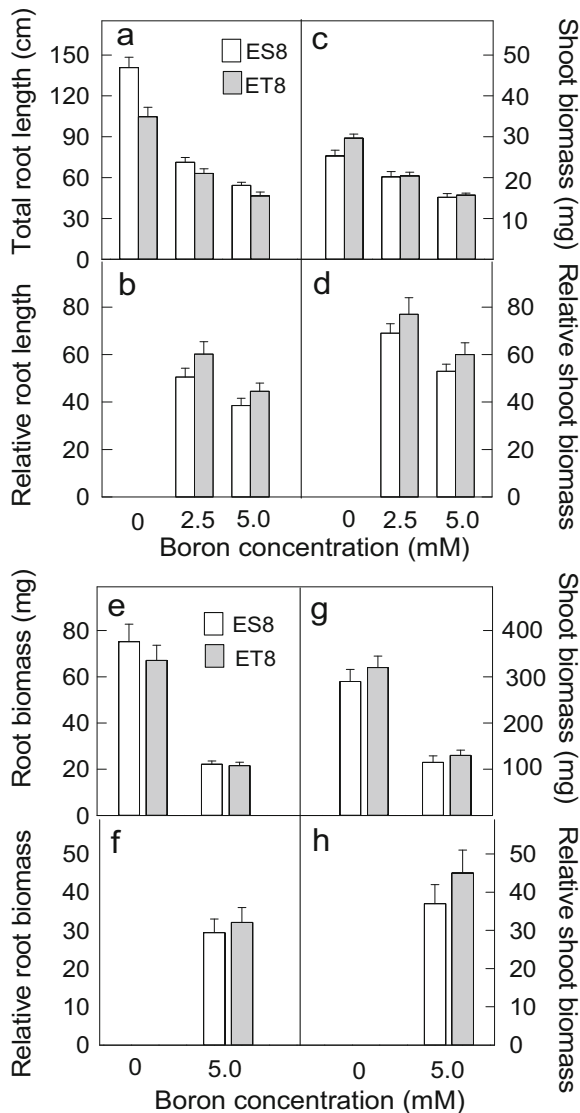 a
ES8
ET8
c
Total root length (cm)
150
120
90
60
30
0
50
40
30
20
10
Shoot biomass (mg)
b
d
Relative root length
80
60
40
20
0
80
60
40
20
0
Relative shoot biomass
0 2.5 5.0 0 2.5 5.0
Boron concentration (mM)
e
ES8
ET8
g
Root biomass (mg)
80
60
40
20
0
400
300
200
100
Shoot biomass (mg)
f
h
Relative root biomass
50
40
30
20
10
0
50
40
30
20
10
0
Relative shoot biomass
0 5.0 0 5.0
Boron concentration (mM)